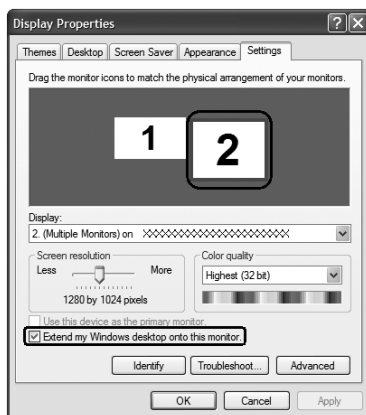 Display Properties
Themes Desktop Screen Saver Appearance Settings
Drag the monitor icons to match the physical arrangement of your monitors.
1 2
Display:
2. (Multiple Monitors) on XXXXXXXXXXXXXXXXXXXXXX
Screen resolution Color quality
Less More Highest (32 bit)
1280 by 1024 pixels
Use this device as the primary monitor.
Extend my Windows desktop onto this monitor.
Identify Troubleshoot... Advanced
OK Cancel Apply